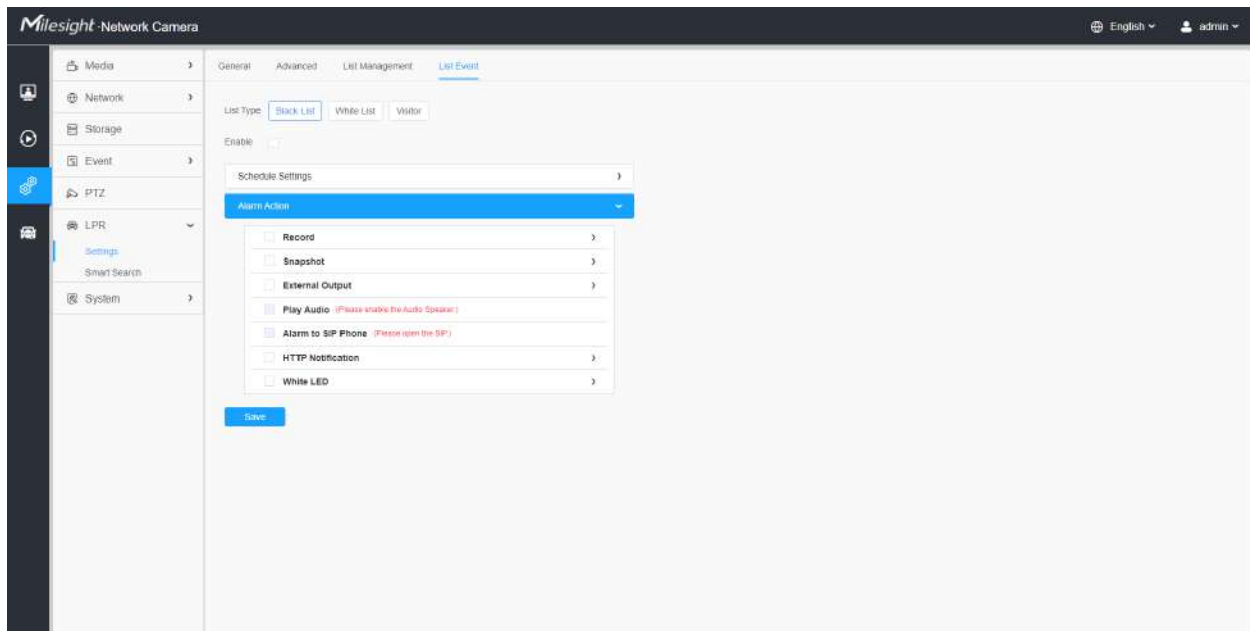 Milesight-Network Camera
English
admin
Media
Network
Storage
Event
PTZ
LPR
Settings
Smart Search
System
General Advanced List Management List Event
List Type Black List White List Visitor
Enable
Schedule Settings
Alarm Action
Record
Snapshot
External Output
Play Audio (Please enable the Audio Speaker.)
Alarm to SIP Phone (Please open the SIP.)
HTTP Notification
White LED
Save